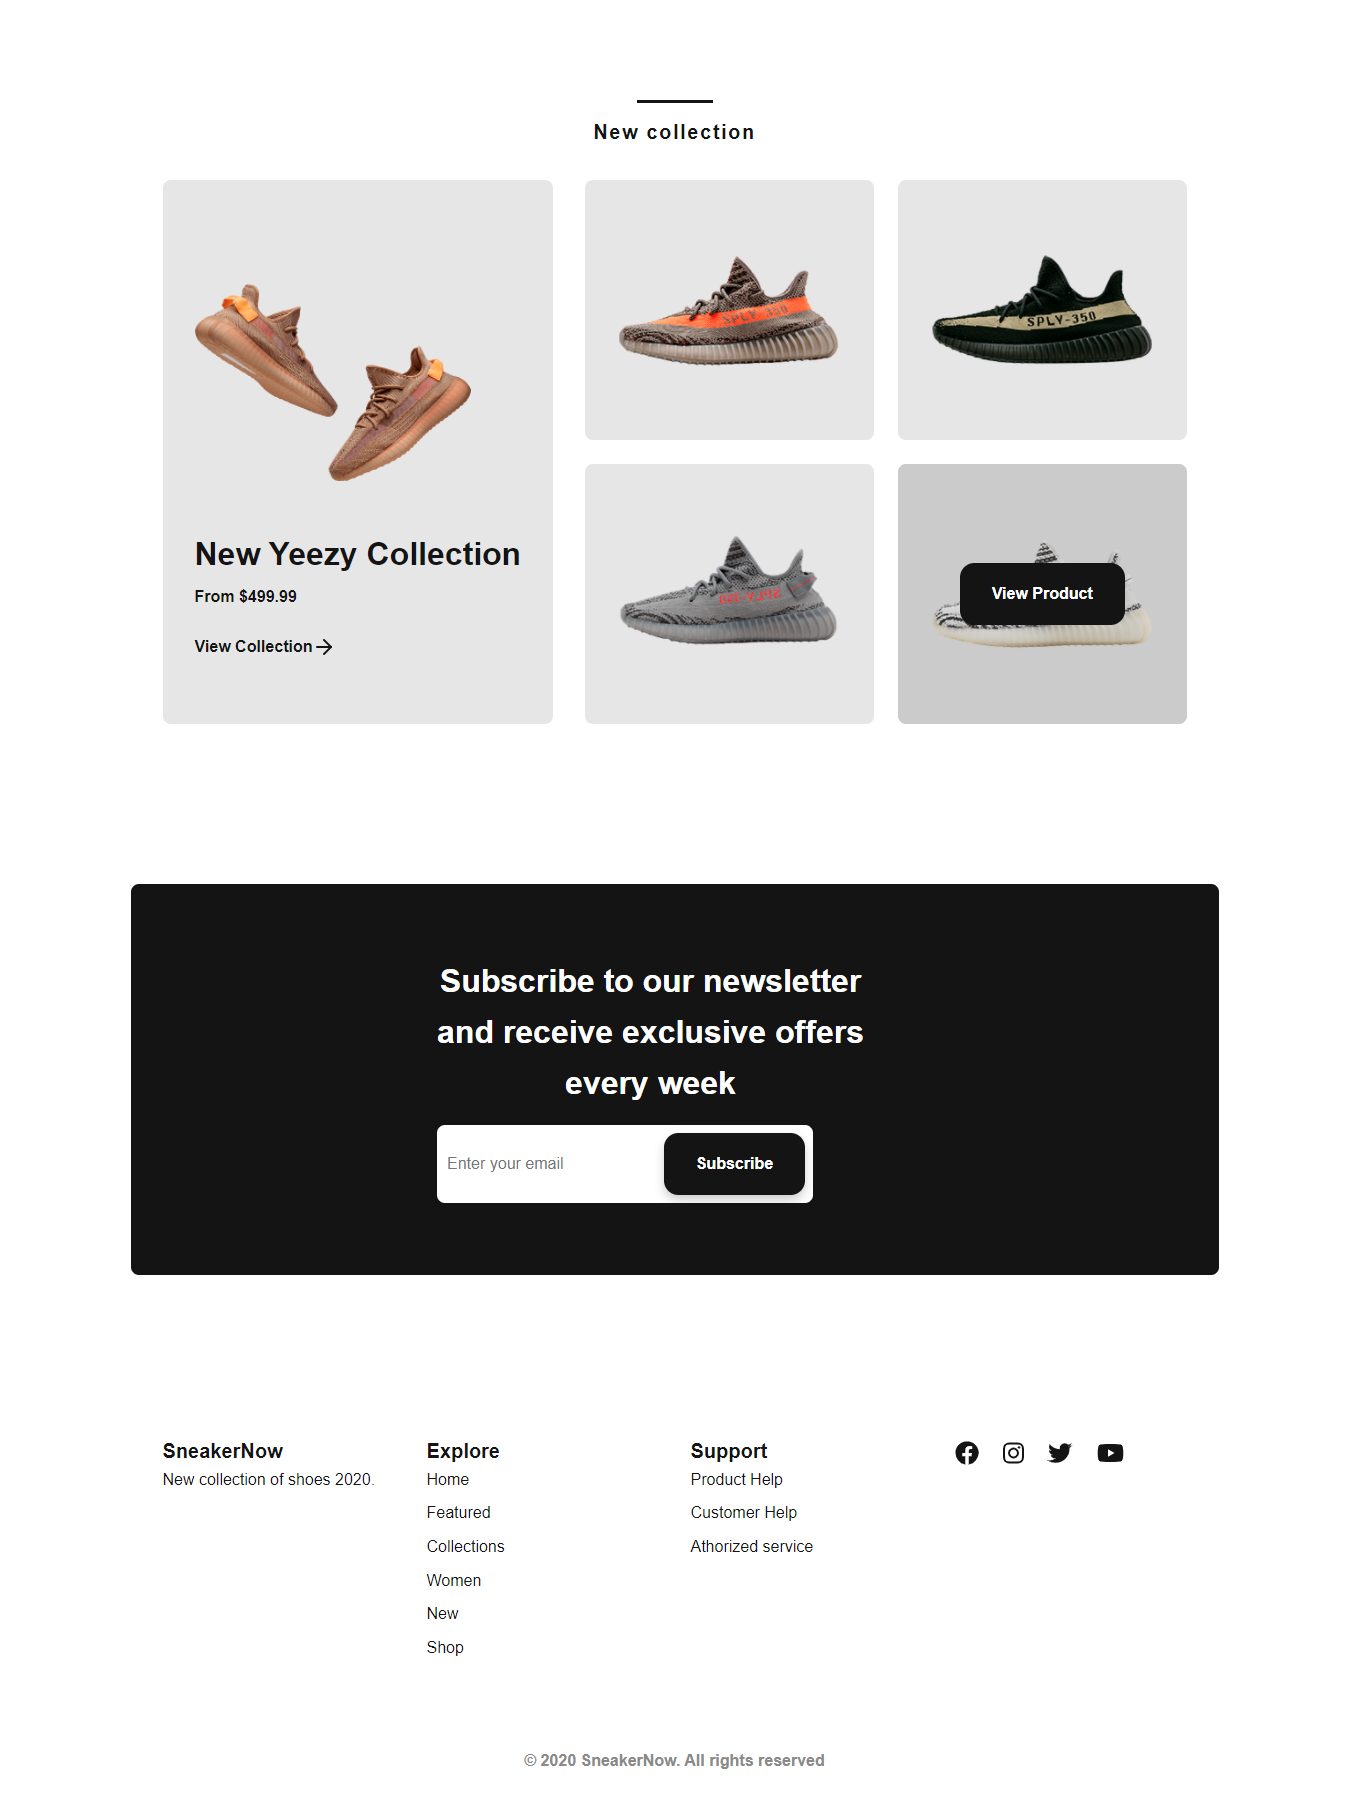 New collection
SPLY-350
SPLY-350
SPLY-350
New Yeezy Collection
From $499.99
View Collection
View Product
Subscribe to our newsletter
and receive exclusive offers
every week
Enter your email
Subscribe
SneakerNow
New collection of shoes 2020.
Explore
Home
Featured
Collections
Women
New
Shop
Support
Product Help
Customer Help
Athorized service
© 2020 SneakerNow. All rights reserved